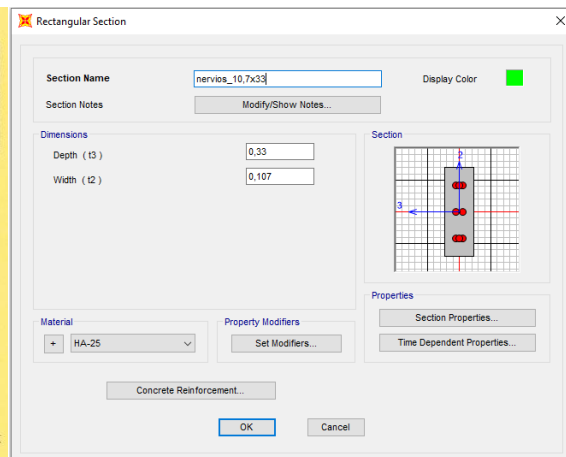 Rectangular Section
Section Name nervios_10,7x33 Display Color
Section Notes Modify/Show Notes...
Dimensions
Depth ( t3 ) 0,33
Width ( t2 ) 0,107
Section
2
3
Properties
Section Properties...
Time Dependent Properties...
Material
+ HA-25
Property Modifiers
Set Modifiers...
Concrete Reinforcement...
OK Cancel